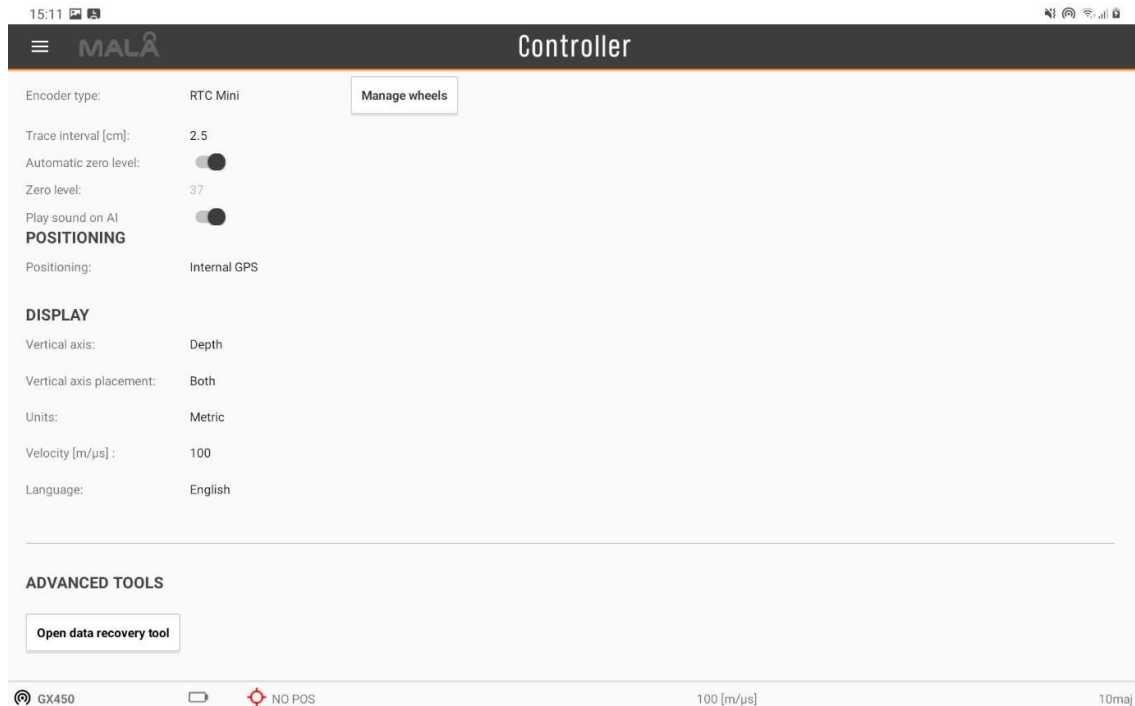 15:11
MALÅ Controller
Encoder type: RTC Mini Manage wheels
Trace interval [cm]: 2.5
Automatic zero level:
Zero level: 37
Play sound on AI
POSITIONING
Positioning: Internal GPS
DISPLAY
Vertical axis: Depth
Vertical axis placement: Both
Units: Metric
Velocity [m/µs] : 100
Language: English
ADVANCED TOOLS
Open data recovery tool
GX450 NO POS 100 [m/µs] 10maj